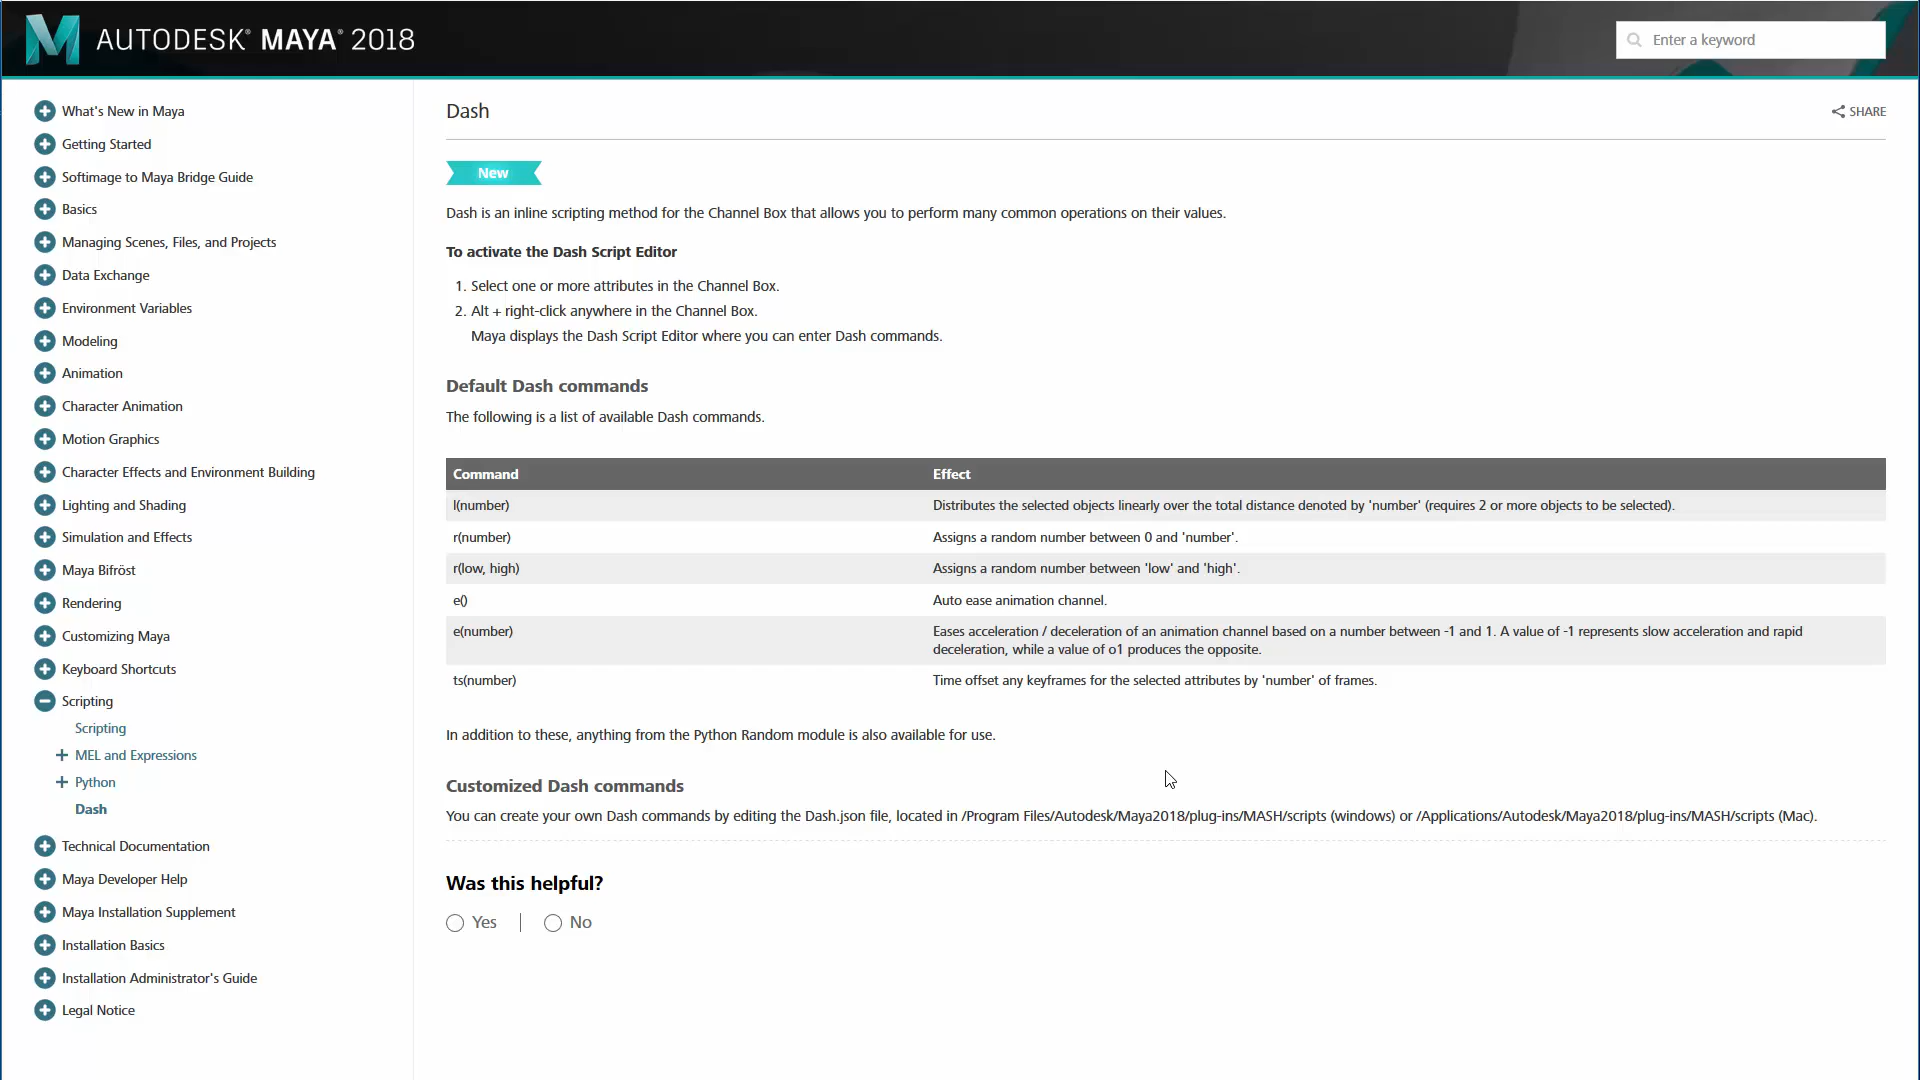 AUTODESK® MAYA® 2018
Enter a keyword
What's New in Maya
Getting Started
Softimage to Maya Bridge Guide
Basics
Managing Scenes, Files, and Projects
Data Exchange
Environment Variables
Modeling
Animation
Character Animation
Motion Graphics
Character Effects and Environment Building
Lighting and Shading
Simulation and Effects
Maya Bifröst
Rendering
Customizing Maya
Keyboard Shortcuts
Scripting
Scripting
MEL and Expressions
Python
Dash
Technical Documentation
Maya Developer Help
Maya Installation Supplement
Installation Basics
Installation Administrator's Guide
Legal Notice
Dash
SHARE
New
Dash is an inline scripting method for the Channel Box that allows you to perform many common operations on their values.
To activate the Dash Script Editor
1. Select one or more attributes in the Channel Box.
2. Alt + right-click anywhere in the Channel Box.
Maya displays the Dash Script Editor where you can enter Dash commands.
Default Dash commands
The following is a list of available Dash commands.
Command Effect
l(number) Distributes the selected objects linearly over the total distance denoted by 'number' (requires 2 or more objects to be selected).
r(number) Assigns a random number between 0 and 'number'.
r(low, high) Assigns a random number between 'low' and 'high'.
e() Auto ease animation channel.
e(number) Eases acceleration / deceleration of an animation channel based on a number between -1 and 1. A value of -1 represents slow acceleration and rapid
deceleration, while a value of o1 produces the opposite.
ts(number) Time offset any keyframes for the selected attributes by 'number' of frames.
In addition to these, anything from the Python Random module is also available for use.
Customized Dash commands
You can create your own Dash commands by editing the Dash.json file, located in /Program Files/Autodesk/Maya2018/plug-ins/MASH/scripts (windows) or /Applications/Autodesk/Maya2018/plug-ins/MASH/scripts (Mac).
Was this helpful?
Yes | No